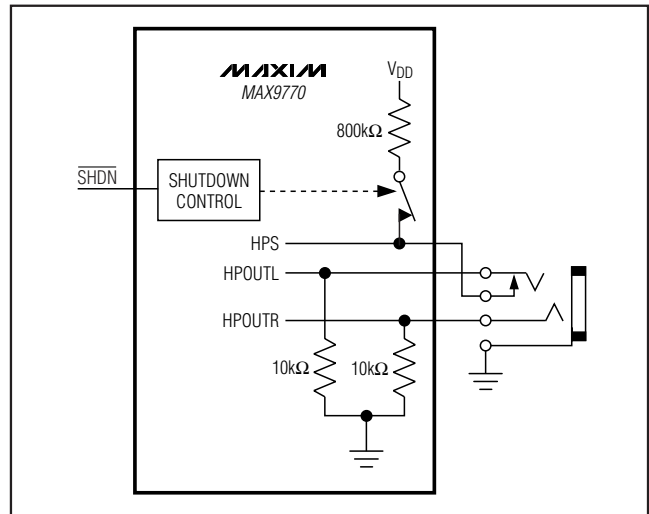 MAXIM
MAX9770
VDD
800kΩ
SHDN
SHUTDOWN
CONTROL
HPS
HPOUTL
HPOUTR
10kΩ 10kΩ